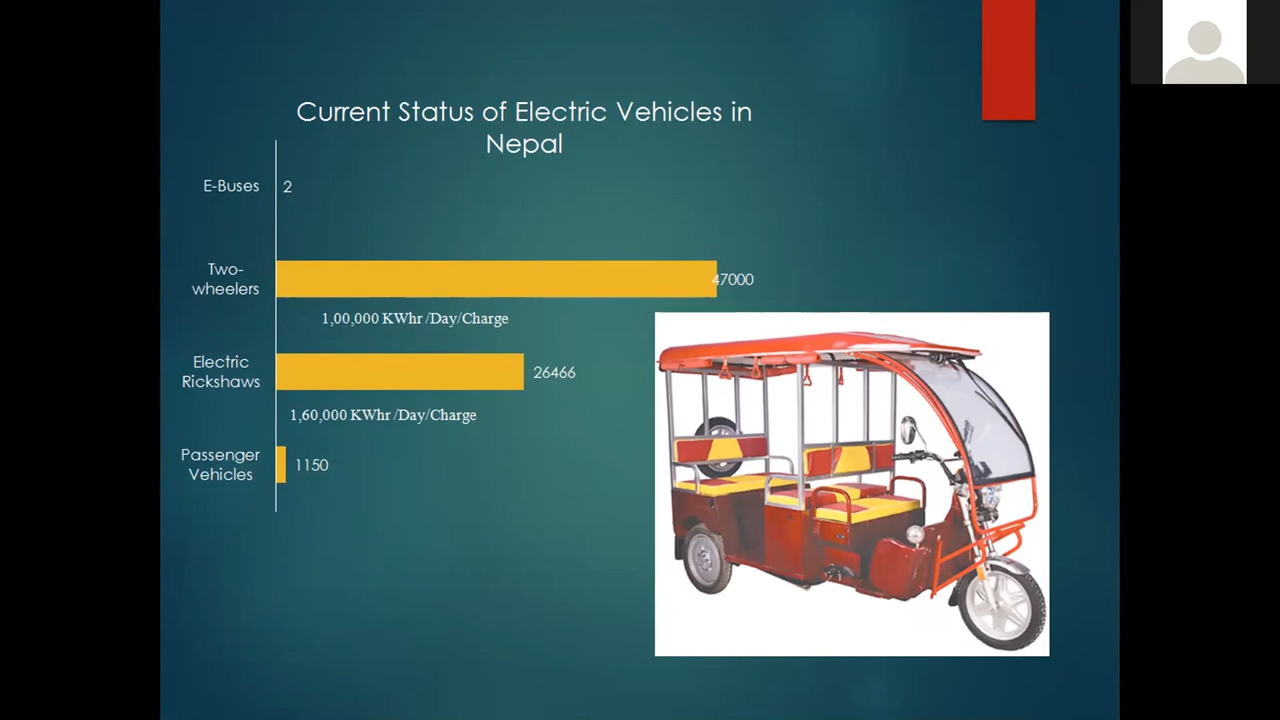 Current Status of Electric Vehicles in
Nepal
E-Buses
2
Two-
wheelers
47000
1,00,000 KWhr /Day/Charge
Electric
Rickshaws
26466
1,60,000 KWhr /Day/Charge
Passenger
Vehicles
1150